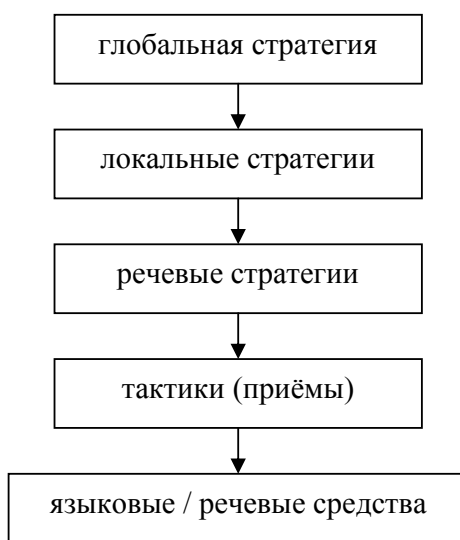 глобальная стратегия
локальные стратегии
речевые стратегии
тактики (приёмы)
языковые / речевые средства